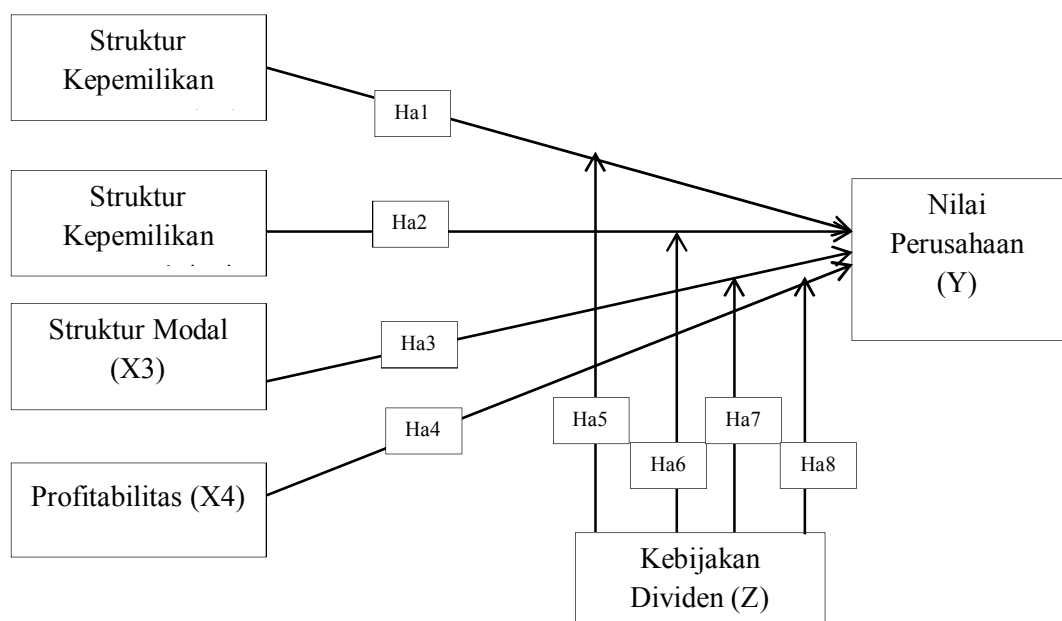 Struktur
Kepemilikan
Ha1
Struktur
Kepemilikan
Ha2
Nilai
Perusahaan
(Y)
Struktur Modal
(X3)
Ha3
Ha4
Profitabilitas (X4)
Ha5
Ha6
Ha7
Ha8
Kebijakan
Dividen (Z)